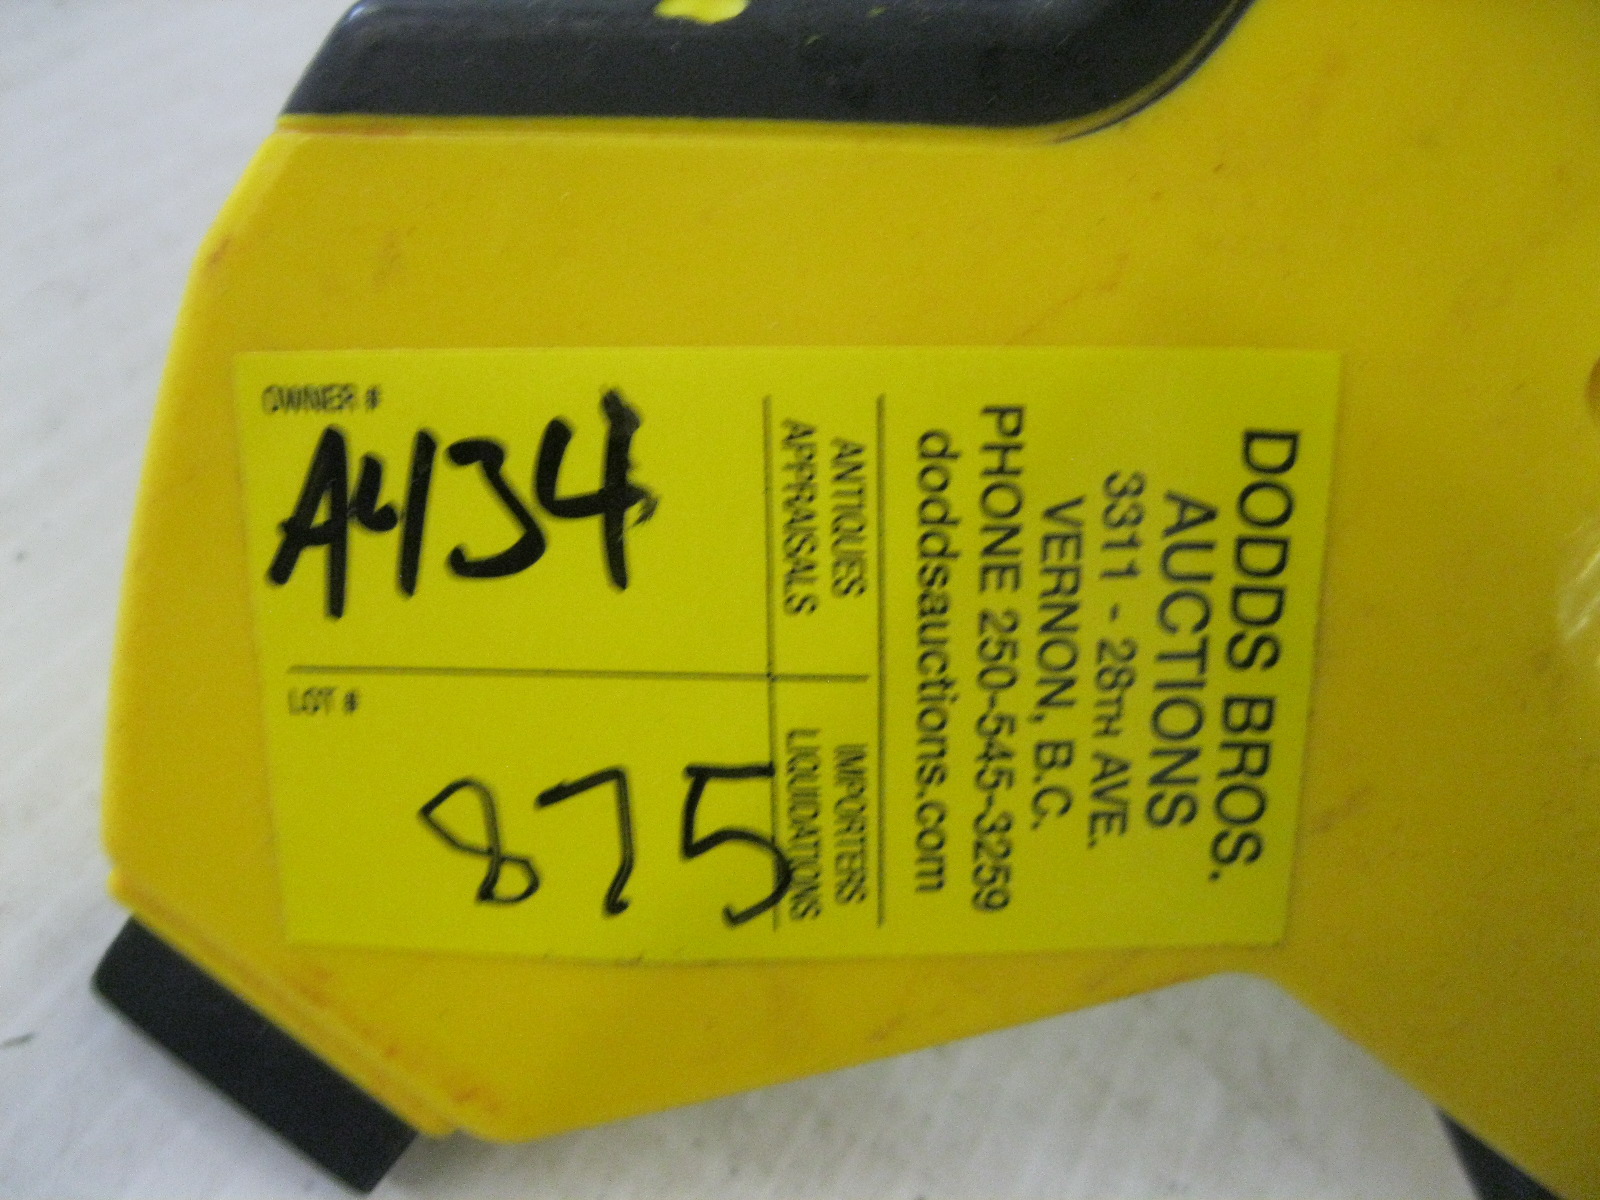 DODDS BROS.
AUCTIONS
3311 - 28TH AVE.
VERNON, B.C.
PHONE 250-545-3259
doddsauctions.com
ANTIQUES
APPRAISALS
IMPORTERS
LIQUIDATIONS
OWNER #
A434
LOT #
875